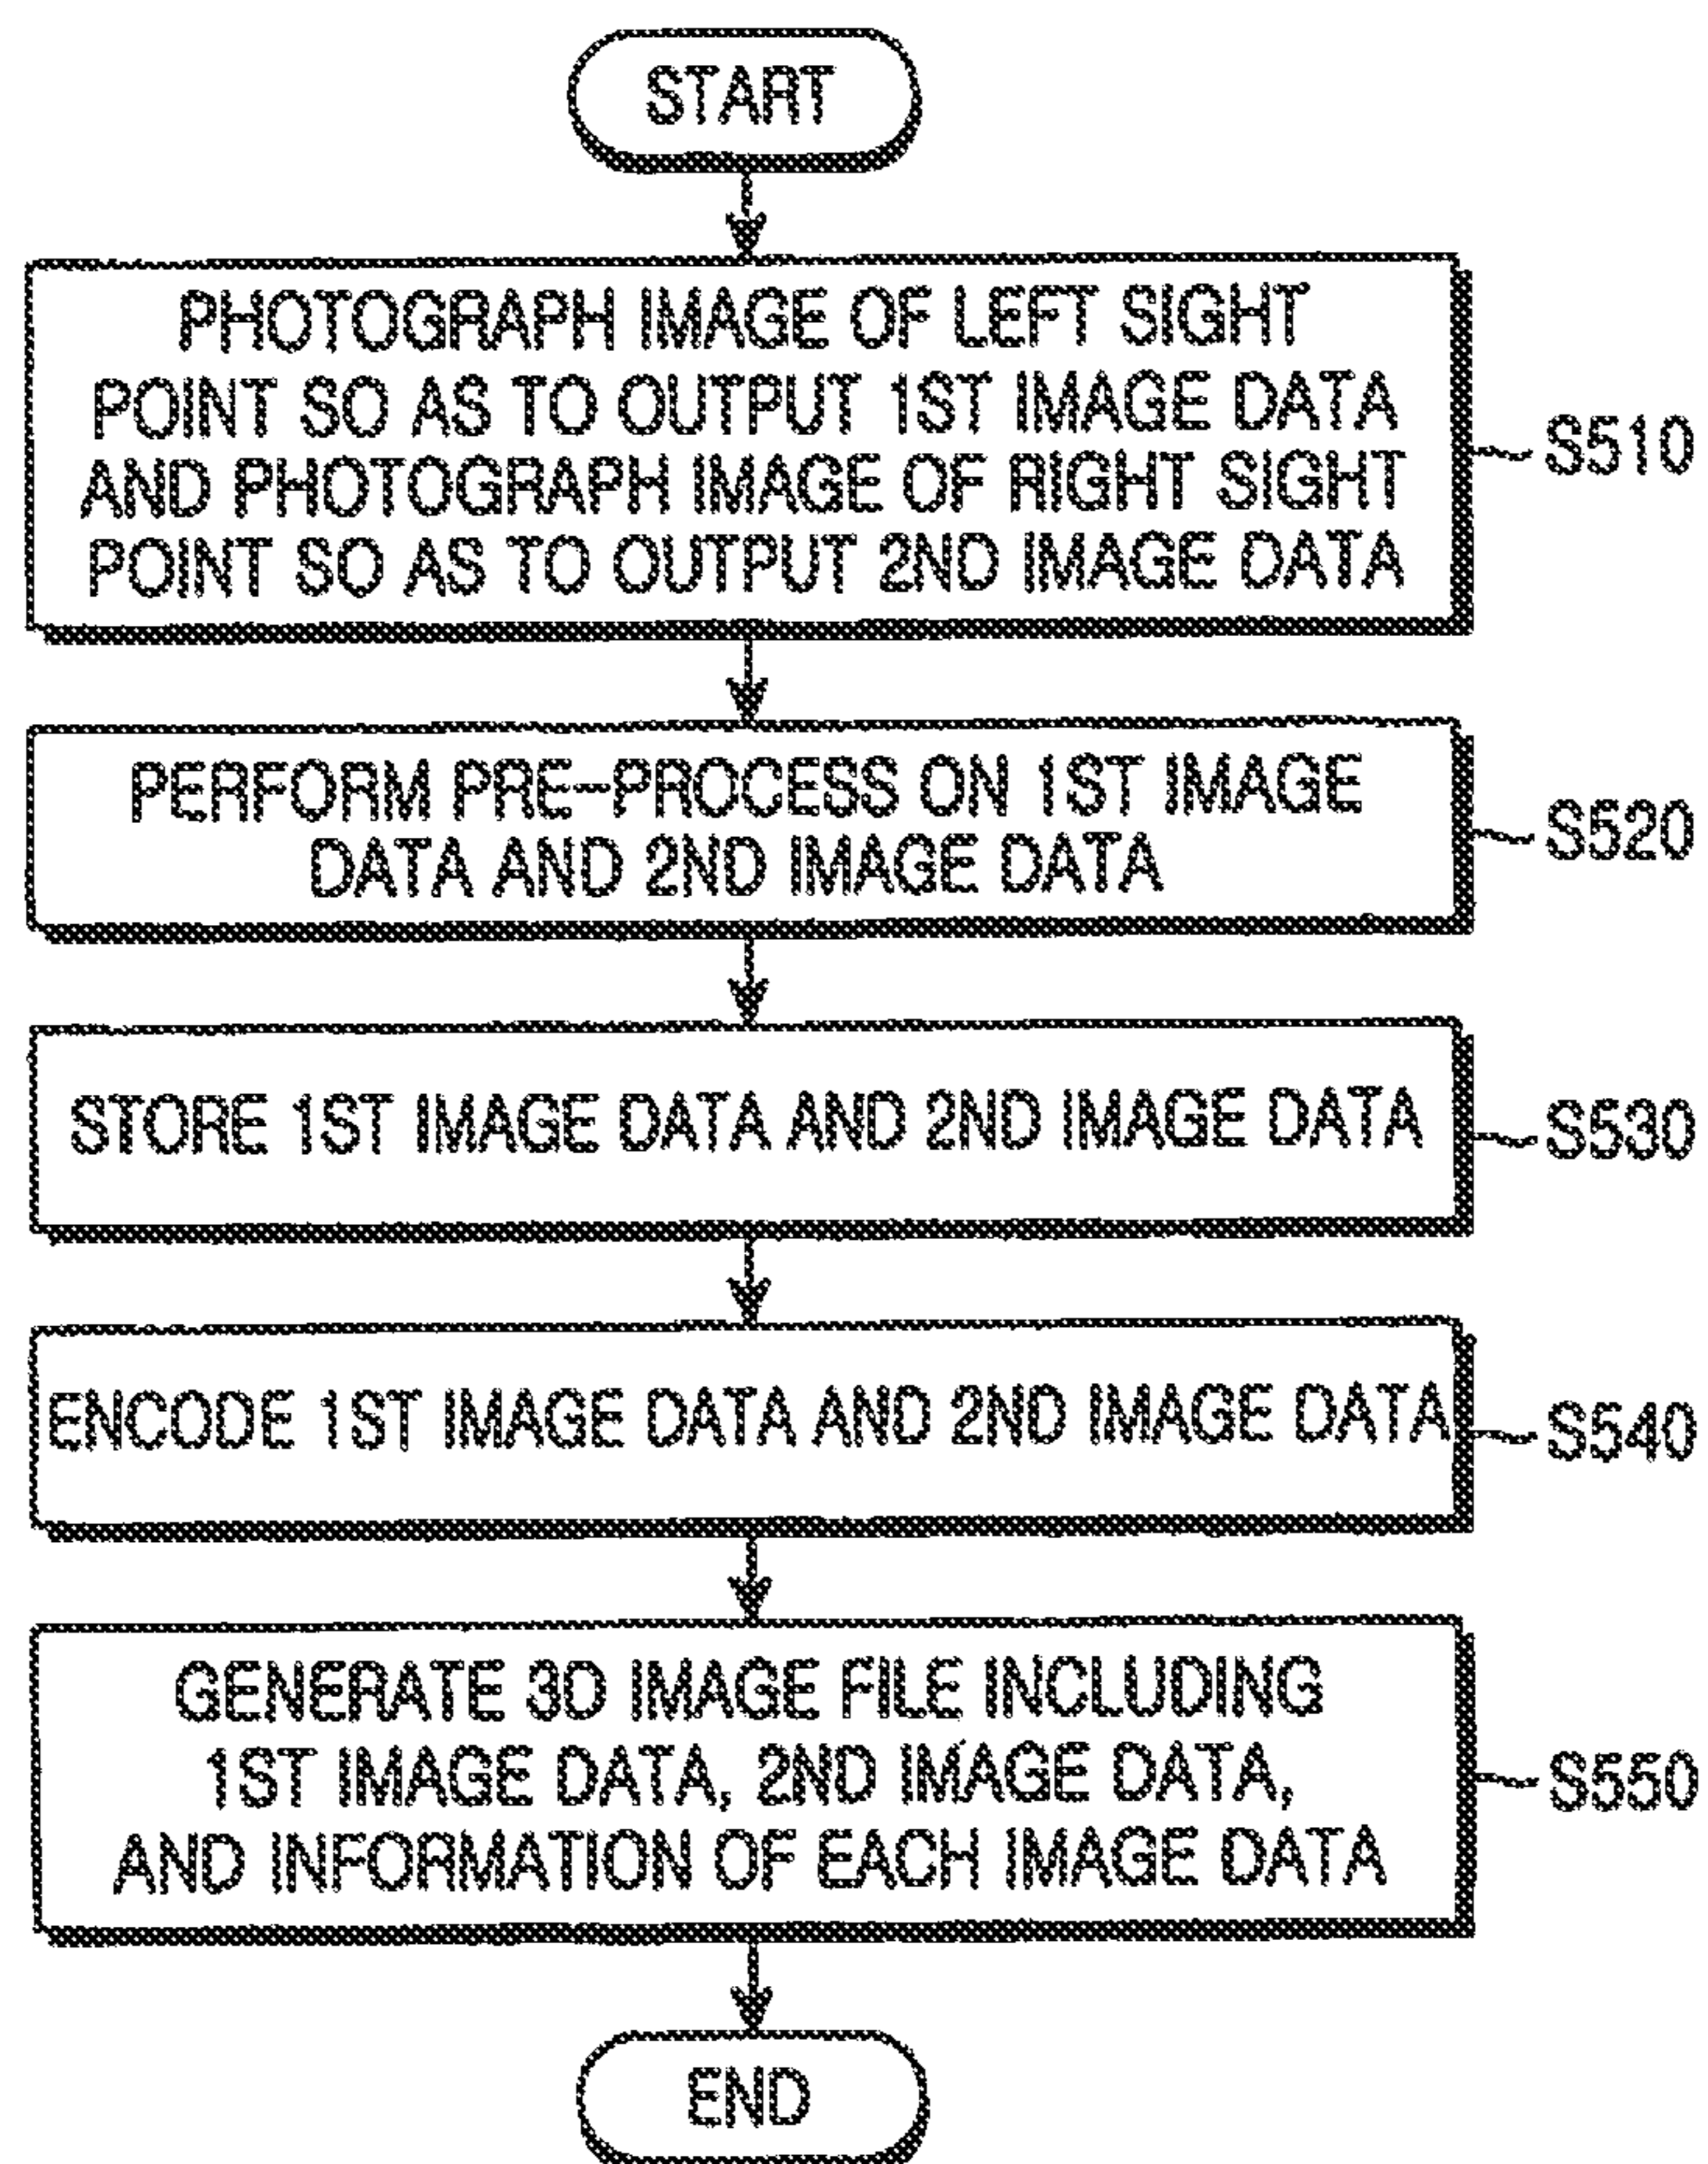 START
PHOTOGRAPH IMAGE OF LEFT SIGHT
POINT SO AS TO OUTPUT 1ST IMAGE DATA
AND PHOTOGRAPH IMAGE OF RIGHT SIGHT
POINT SO AS TO OUTPUT 2ND IMAGE DATA
S510
PERFORM PRE-PROCESS ON 1ST IMAGE
DATA AND 2ND IMAGE DATA
S520
STORE 1ST IMAGE DATA AND 2ND IMAGE DATA
S530
ENCODE 1ST IMAGE DATA AND 2ND IMAGE DATA
S540
GENERATE 3D IMAGE FILE INCLUDING
1ST IMAGE DATA, 2ND IMAGE DATA,
AND INFORMATION OF EACH IMAGE DATA
S550
END